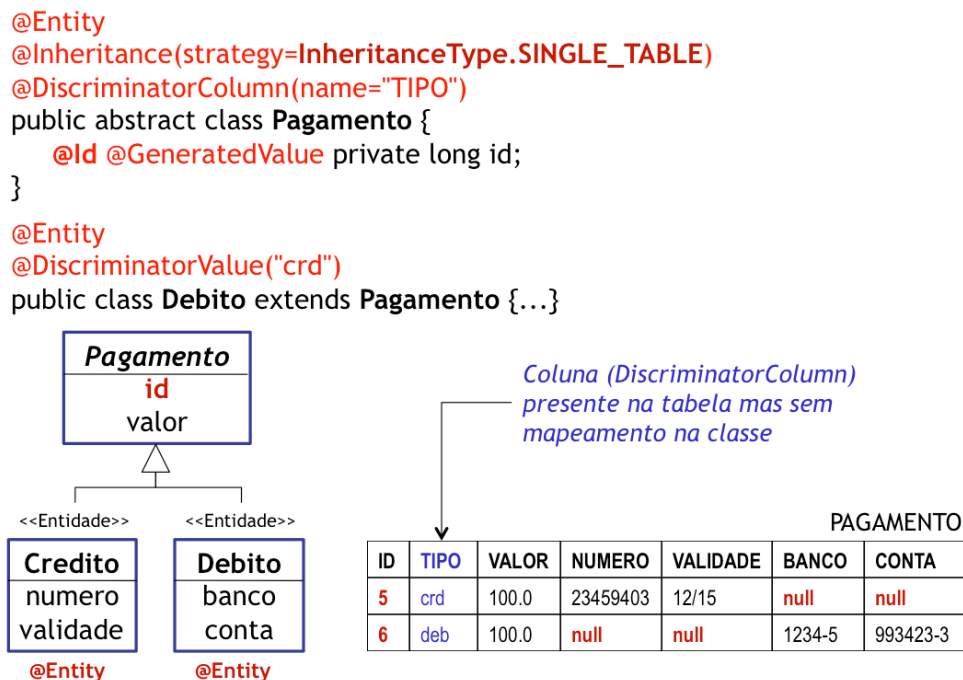 @Entity
@Inheritance(strategy=InheritanceType.SINGLE_TABLE)
@DiscriminatorColumn(name="TIPO")
public abstract class Pagamento {
@Id @GeneratedValue private long id;
}
@Entity
@DiscriminatorValue("crd")
public class Debito extends Pagamento {...}
Pagamento
id
valor
Coluna (DiscriminatorColumn)
presente na tabela mas sem
mapeamento na classe
<<Entidade>> <<Entidade>>
Credito
numero
validade
@Entity
Debito
banco
conta
@Entity
PAGAMENTO
ID TIPO VALOR NUMERO VALIDADE BANCO CONTA
5 crd 100.0 23459403 12/15 null null
6 deb 100.0 null null 1234-5 993423-3